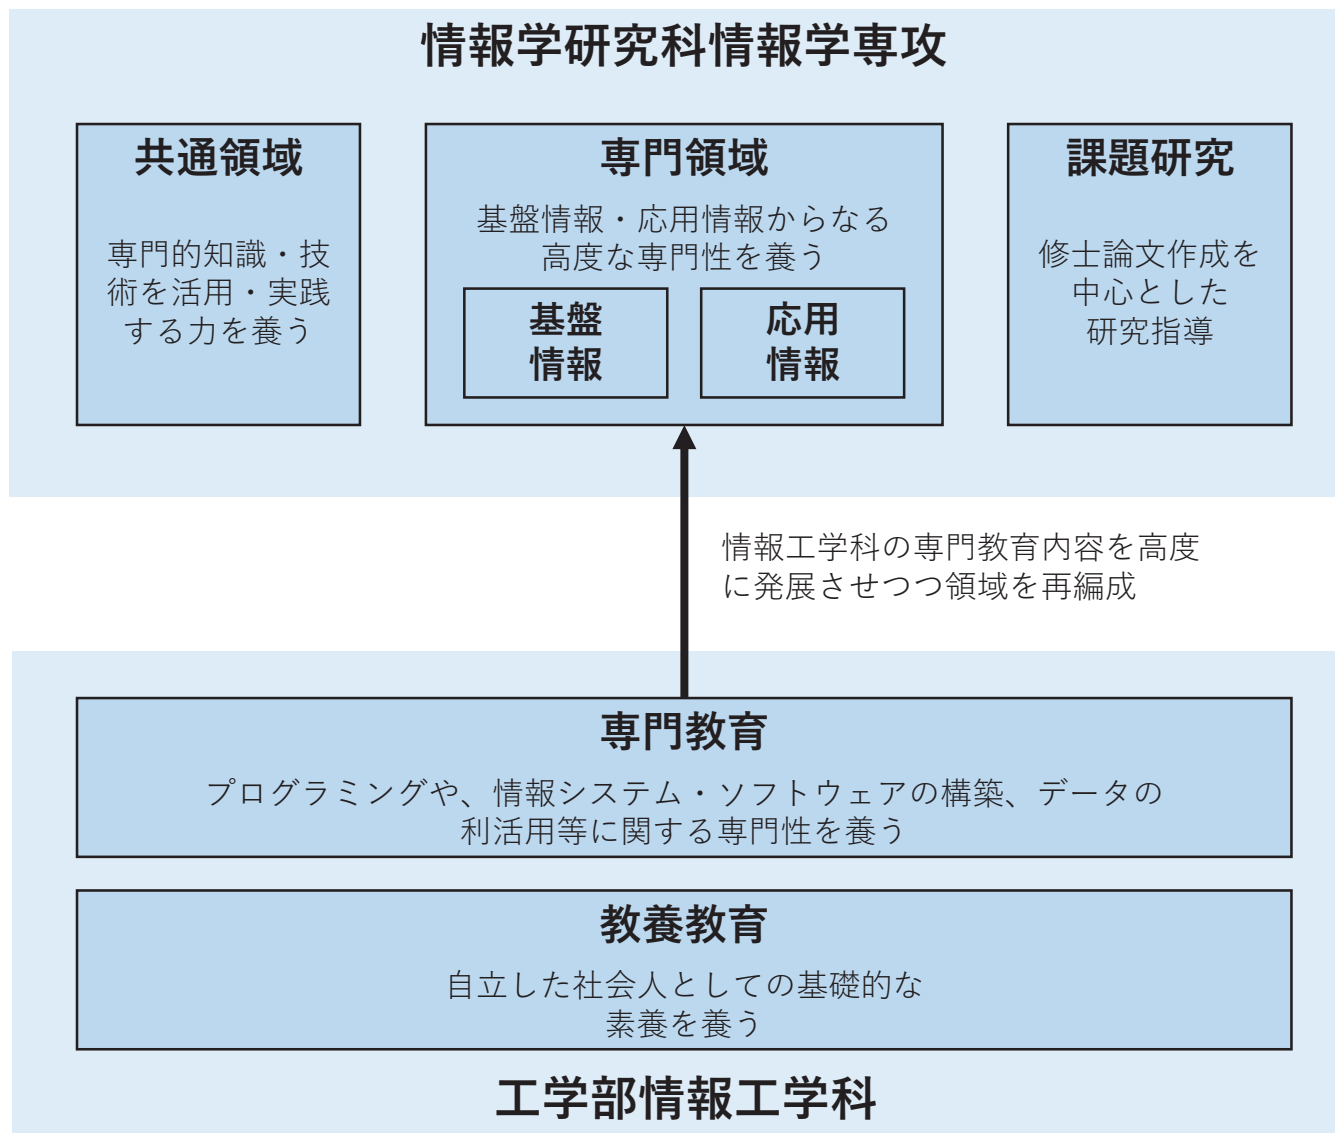 情報学研究科情報学専攻
共通領域
専門的知識・技
術を活用・実践
する力を養う
専門領域
基盤情報・応用情報からなる
高度な専門性を養う
基盤
情報
応用
情報
課題研究
修士論文作成を
中心とした
研究指導
情報工学科の専門教育内容を高度
に発展させつつ領域を再編成
専門教育
プログラミングや、情報システム・ソフトウェアの構築、データの
利活用等に関する専門性を養う
教養教育
自立した社会人としての基礎的な
素養を養う
工学部情報工学科